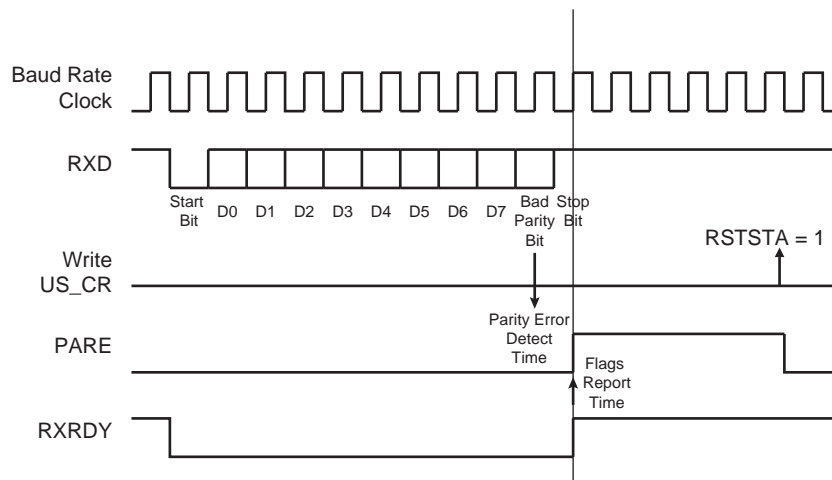 Baud Rate
Clock
RXD
Start
Bit
D0
D1
D2
D3
D4
D5
D6
D7
Bad
Parity
Bit
Stop
Bit
RSTSTA = 1
Write
US_CR
Parity Error
Detect
Time
PARE
Flags
Report
Time
RXRDY